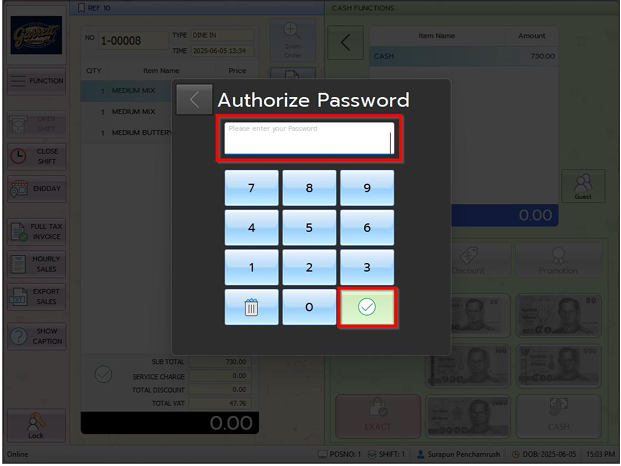 REF 10
CASH FUNCTIONS
Garrett
NO 1-00008
TYPE DINE IN
TIME 2025-06-05 13:34
Zoom
Order
Item Name Amount
CASH 730.00
QTY Item Name Price
FUNCTION
1 MEDIUM MIX
1 MEDIUM MIX
1 MEDIUM BUTTERY
OPEN
SHIFT
CLOSE
SHIFT
ENDDAY
FULL TAX
INVOICE
HOURLY
SALES
EXPORT
SALES
SHOW
CAPTION
Lock
Authorize Password
Please enter your Password
7 8 9
4 5 6
1 2 3
0
Guest
0.00
Discount Promotion
SUB TOTAL 730.00
SERVICE CHARGE 0.00
TOTAL DISCOUNT 0.00
TOTAL VAT 47.76
0.00
EXACT CASH
Online POSNO: 1 SHIFT: 1 Surapun Penchamrush DOB: 2025-06-05 15:03 PM